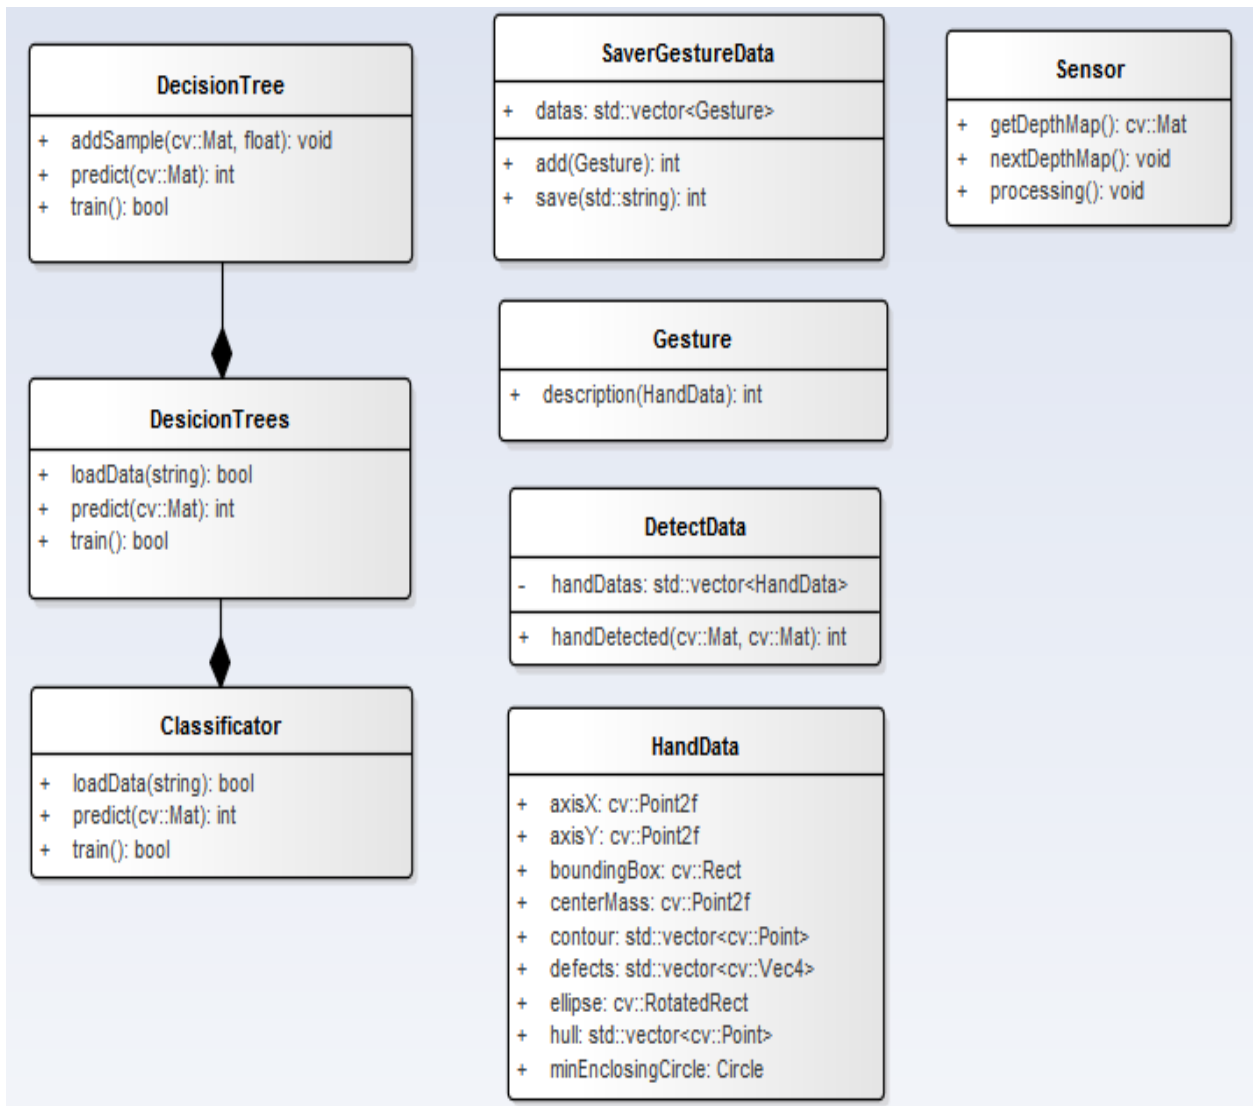 DecisionTree
+ addSample(cv::Mat, float): void
+ predict(cv::Mat): int
+ train(): bool
DesicionTrees
+ loadData(string): bool
+ predict(cv::Mat): int
+ train(): bool
Classificator
+ loadData(string): bool
+ predict(cv::Mat): int
+ train(): bool
SaverGestureData
+ datas: std::vector<Gesture>
+ add(Gesture): int
+ save(std::string): int
Gesture
+ description(HandData): int
DetectData
- handDatas: std::vector<HandData>
+ handDetected(cv::Mat, cv::Mat): int
HandData
+ axisX: cv::Point2f
+ axisY: cv::Point2f
+ boundingBox: cv::Rect
+ centerMass: cv::Point2f
+ contour: std::vector<cv::Point>
+ defects: std::vector<cv::Vec4>
+ ellipse: cv::RotatedRect
+ hull: std::vector<cv::Point>
+ minEnclosingCircle: Circle
Sensor
+ getDepthMap(): cv::Mat
+ nextDepthMap(): void
+ processing(): void